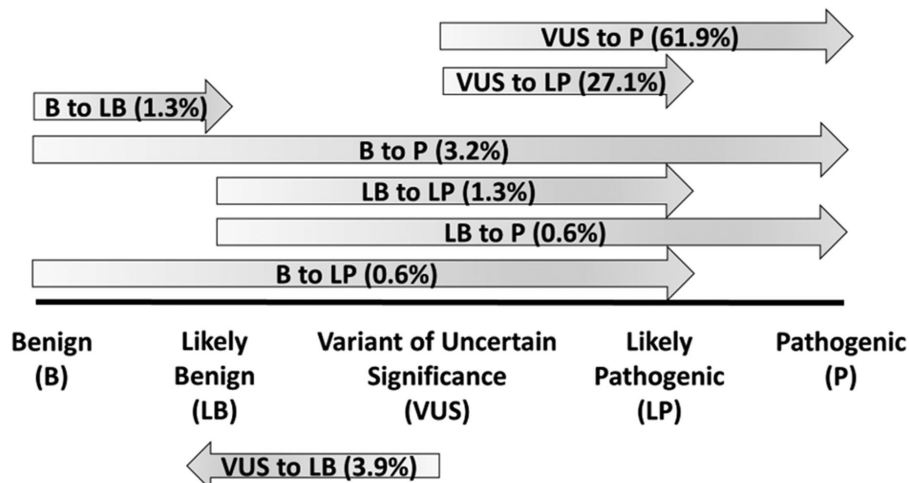 VUS to P (61.9%)
VUS to LP (27.1%)
B to LB (1.3%)
B to P (3.2%)
LB to LP (1.3%)
LB to P (0.6%)
B to LP (0.6%)
Benign
(B)
Likely
Benign
(LB)
Variant of Uncertain
Significance
(VUS)
Likely
Pathogenic
(LP)
Pathogenic
(P)
VUS to LB (3.9%)